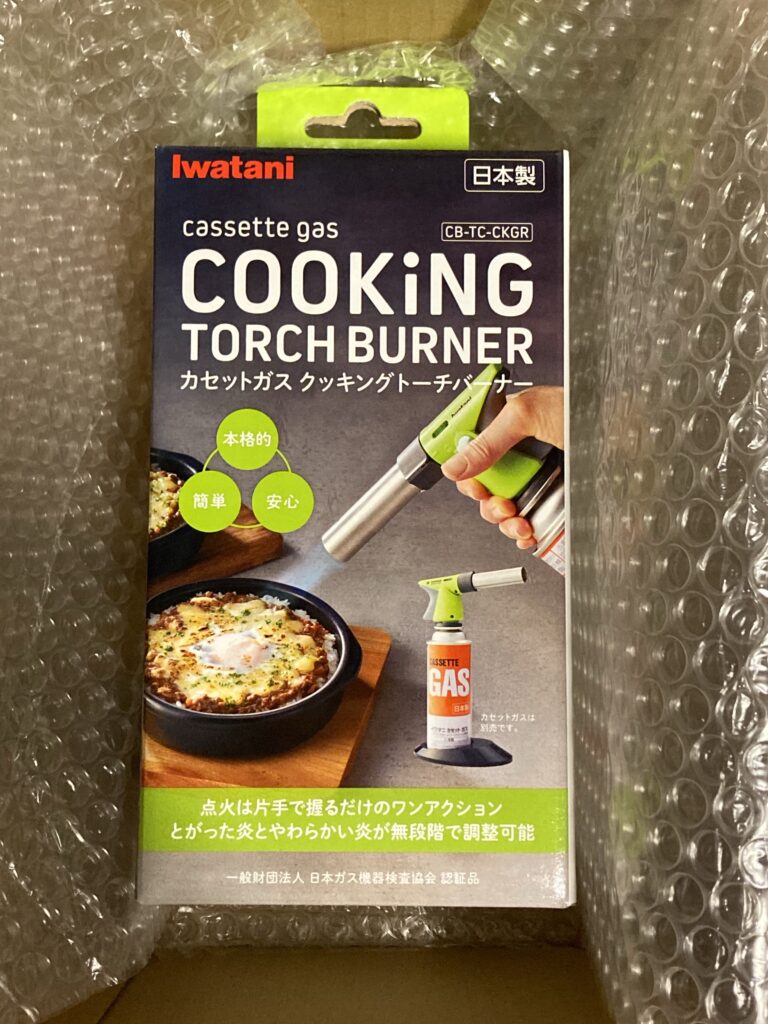 Iwatani
日本製
cassette gas
CB-TC-CKGR
COOKiNG
TORCH BURNER
カセットガス クッキングトーチバーナー
Iwatani
本格的
簡単
安心
CASSETTE
GAS
日本製
カセットガスは
別売です。
点火は片手で握るだけのワンアクション
とがった炎とやわらかい炎が無段階で調整可能
一般財団法人 日本ガス機器検査協会 認証品